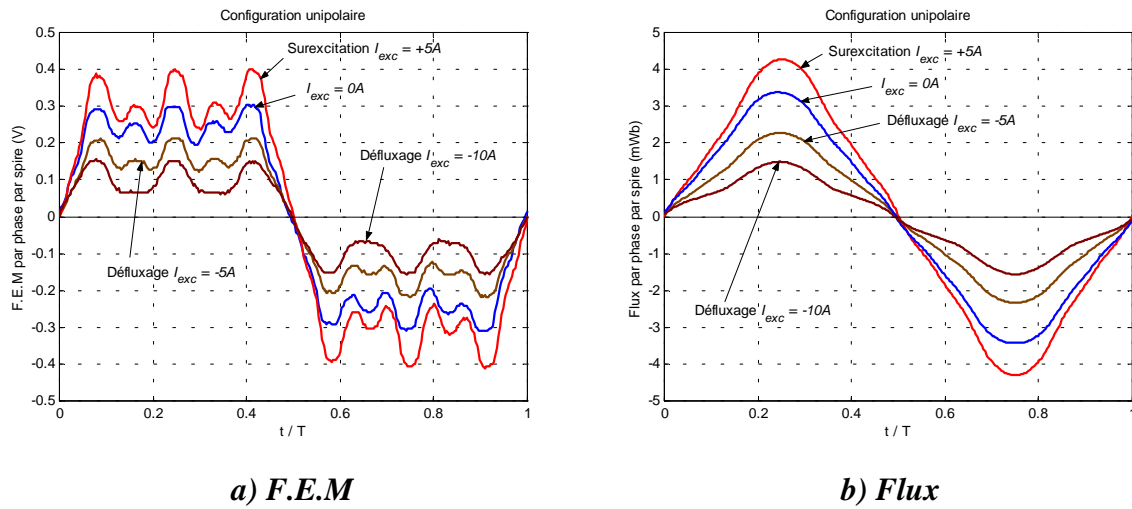 Configuration unipolaire
F.E.M par phase par spire (V)
0.5
0.4
0.3
0.2
0.1
0
-0.1
-0.2
-0.3
-0.4
-0.5
Surexcitation I_exc = +5A
I_exc = 0A
Défluxage I_exc = -10A
Défluxage I_exc = -5A
0 0.2 0.4 0.6 0.8 1
t / T
a) F.E.M
Configuration unipolaire
Flux par phase par spire (mWb)
5
4
3
2
1
0
-1
-2
-3
-4
-5
Surexcitation I_exc = +5A
I_exc = 0A
Défluxage I_exc = -5A
Défluxage I_exc = -10A
0 0.2 0.4 0.6 0.8 1
t / T
b) Flux